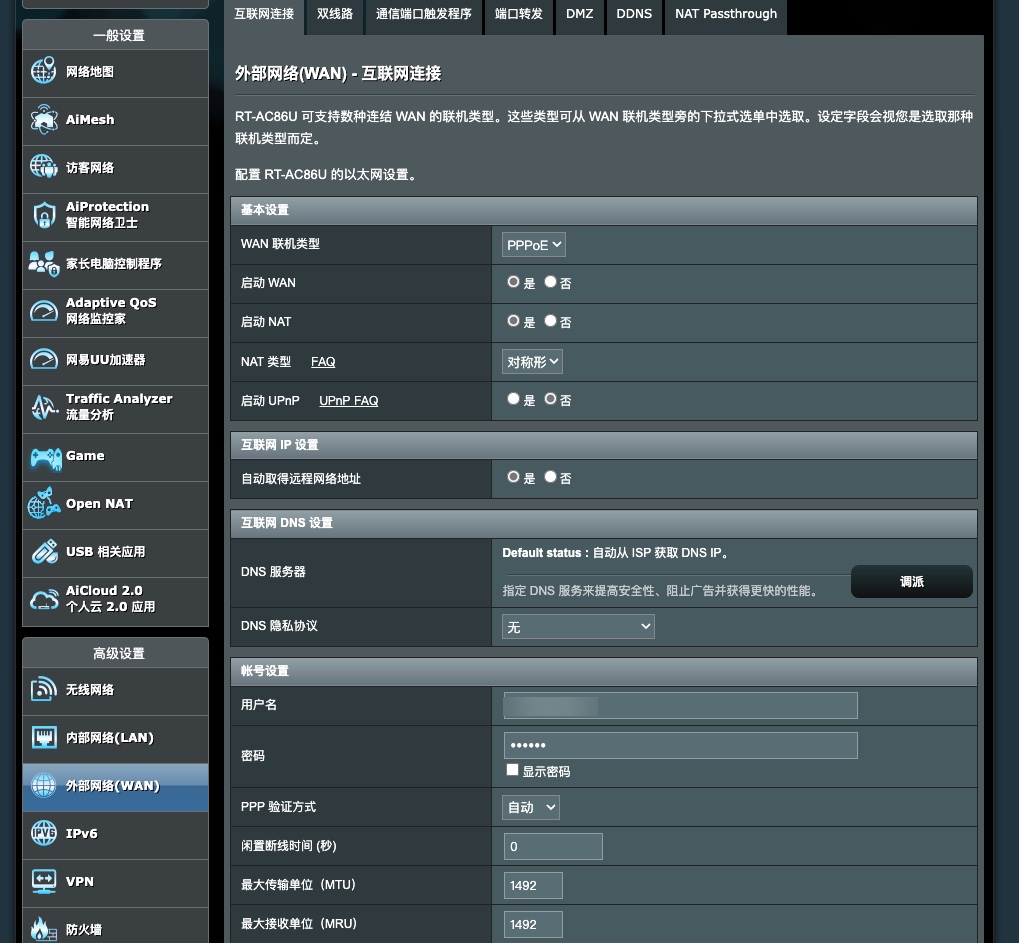 互联网连接 双线路 通信端口触发程序 端口转发 DMZ DDNS NAT Passthrough
一般设置
网络地图
AiMesh
访客网络
AiProtection
智能网络卫士
家长电脑控制程序
Adaptive QoS
网络监控家
网易UU加速器
Traffic Analyzer
流量分析
Game
Open NAT
USB 相关应用
AiCloud 2.0
个人云 2.0 应用
高级设置
无线网络
内部网络(LAN)
外部网络(WAN)
IPv6
VPN
防火墙
外部网络(WAN) - 互联网连接
RT-AC86U 可支持数种连结 WAN 的联机类型。这些类型可从 WAN 联机类型旁的下拉式选单中选取。设定字段会视您是选取那种
联机类型而定。
配置 RT-AC86U 的以太网设置。
基本设置
WAN 联机类型 PPPoE
启动 WAN 是 否
启动 NAT 是 否
NAT 类型 FAQ 对称形
启动 UPnP UPnP FAQ 是 否
互联网 IP 设置
自动取得远程网络地址 是 否
互联网 DNS 设置
DNS 服务器
Default status : 自动从 ISP 获取 DNS IP。
指定 DNS 服务来提高安全性、阻止广告并获得更快的性能。
调派
DNS 隐私协议 无
帐号设置
用户名
密码 ••••••
显示密码
PPP 验证方式 自动
闲置断线时间 (秒) 0
最大传输单位（MTU） 1492
最大接收单位（MRU） 1492